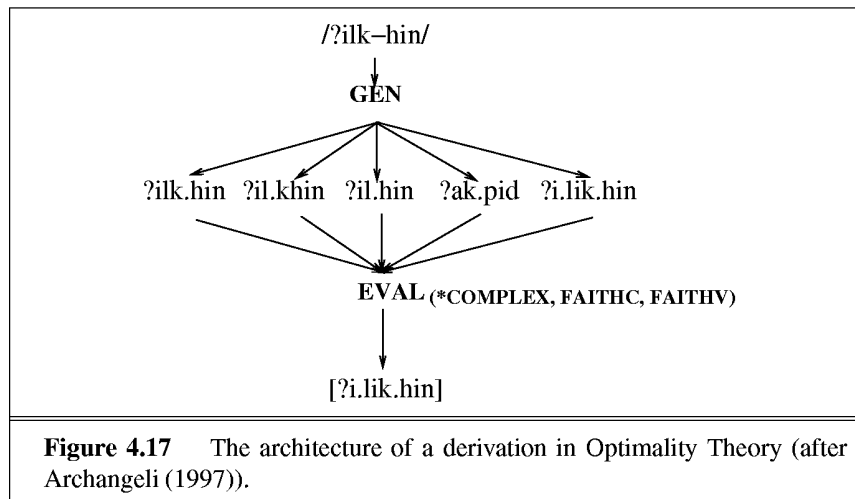 /?ilk–hin/
GEN
?ilk.hin ?il.khin ?il.hin ?ak.pid ?i.lik.hin
EVAL (*COMPLEX, FAITHC, FAITHV)
[?i.lik.hin]
Figure 4.17 The architecture of a derivation in Optimality Theory (after
Archangeli (1997)).